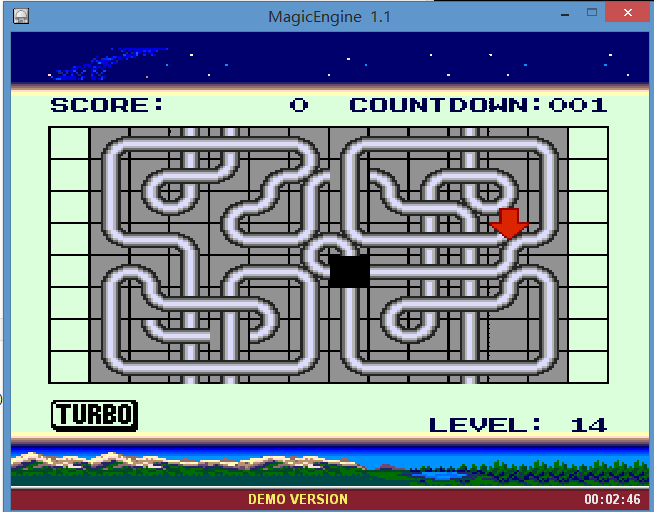 MagicEngine 1.1
SCORE: 0 COUNTDOWN:001
TURBO
LEVEL: 14
DEMO VERSION 00:02:46